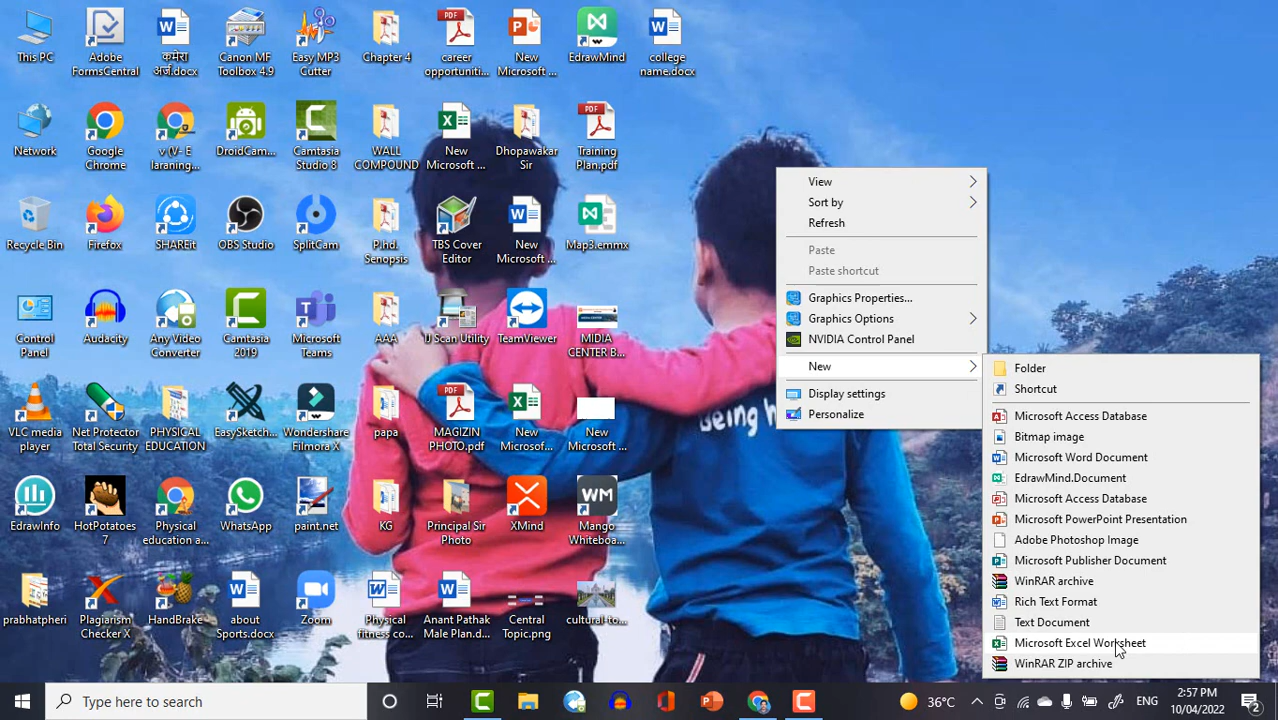 This PC
Adobe
FormsCentral
कमेरा
अर्ज.docx
Canon MF
Toolbox 4.9
Easy MP3
Cutter
Chapter 4
career
opportuniti...
New
Microsoft ...
EdrawMind
college
name.docx
Network
Google
Chrome
v (V- E
laraning...
DroidCam...
Camtasia
Studio 8
WALL
COMPOUND
New
Microsoft ...
Dhopawakar
Sir
Training
Plan.pdf
Recycle Bin
Firefox
SHAREit
OBS Studio
SplitCam
P.hd.
Senopsis
TBS Cover
Editor
New
Microsoft ...
Map3.emmx
Control
Panel
Audacity
Any Video
Converter
Camtasia
2019
Microsoft
Teams
AAA
IJ Scan Utility
TeamViewer
MIDIA
CENTER B...
VLC media
player
Net Protector
Total Security
PHYSICAL
EDUCATION
EasySketch...
Wondershare
Filmora X
papa
MAGIZIN
PHOTO.pdf
New
Microsof...
New
Microsoft ...
EdrawInfo
HotPotatoes
7
Physical
education a...
WhatsApp
paint.net
KG
Principal Sir
Photo
XMind
Mango
Whiteboa...
prabhatpheri
Plagiarism
Checker X
HandBrake
about
Sports.docx
Zoom
Physical
fitness co...
Anant Pathak
Male Plan.d...
Central
Topic.png
cultural-to...
being h
View
Sort by
Refresh
Paste
Paste shortcut
Graphics Properties...
Graphics Options
NVIDIA Control Panel
New
Display settings
Personalize
Folder
Shortcut
Microsoft Access Database
Bitmap image
Microsoft Word Document
EdrawMind.Document
Microsoft Access Database
Microsoft PowerPoint Presentation
Adobe Photoshop Image
Microsoft Publisher Document
WinRAR archive
Rich Text Format
Text Document
Microsoft Excel Worksheet
WinRAR ZIP archive
Type here to search
36°C
ENG
2:57 PM
10/04/2022
2